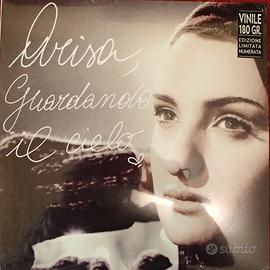 Arisa,
Guardando
il cielo
VINILE
180 GR.
EDIZIONE
LIMITATA
NUMERATA
subito